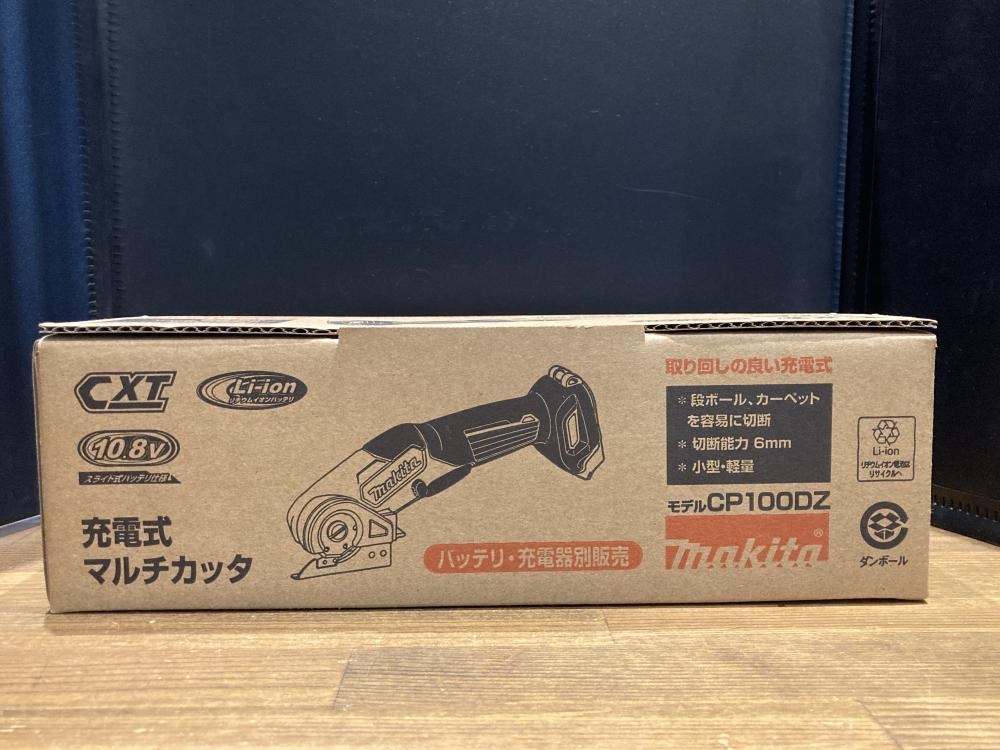 CXT
Li-ion
リチウムイオンバッテリ
10.8V
スライド式バッテリ仕様
充電式
マルチカッタ
makita
バッテリ・充電器別販売
取り回しの良い充電式
＊段ボール、カーペット
を容易に切断
＊切断能力 6mm
＊小型・軽量
モデルCP100DZ
makita®
Li-ion
リチウムイオン電池は
リサイクルへ
ダンボール